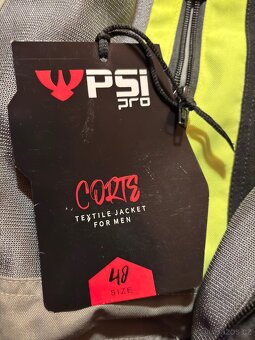 PSi
pro
CORTE
TEXTILE JACKET
FOR MEN
48
SIZE